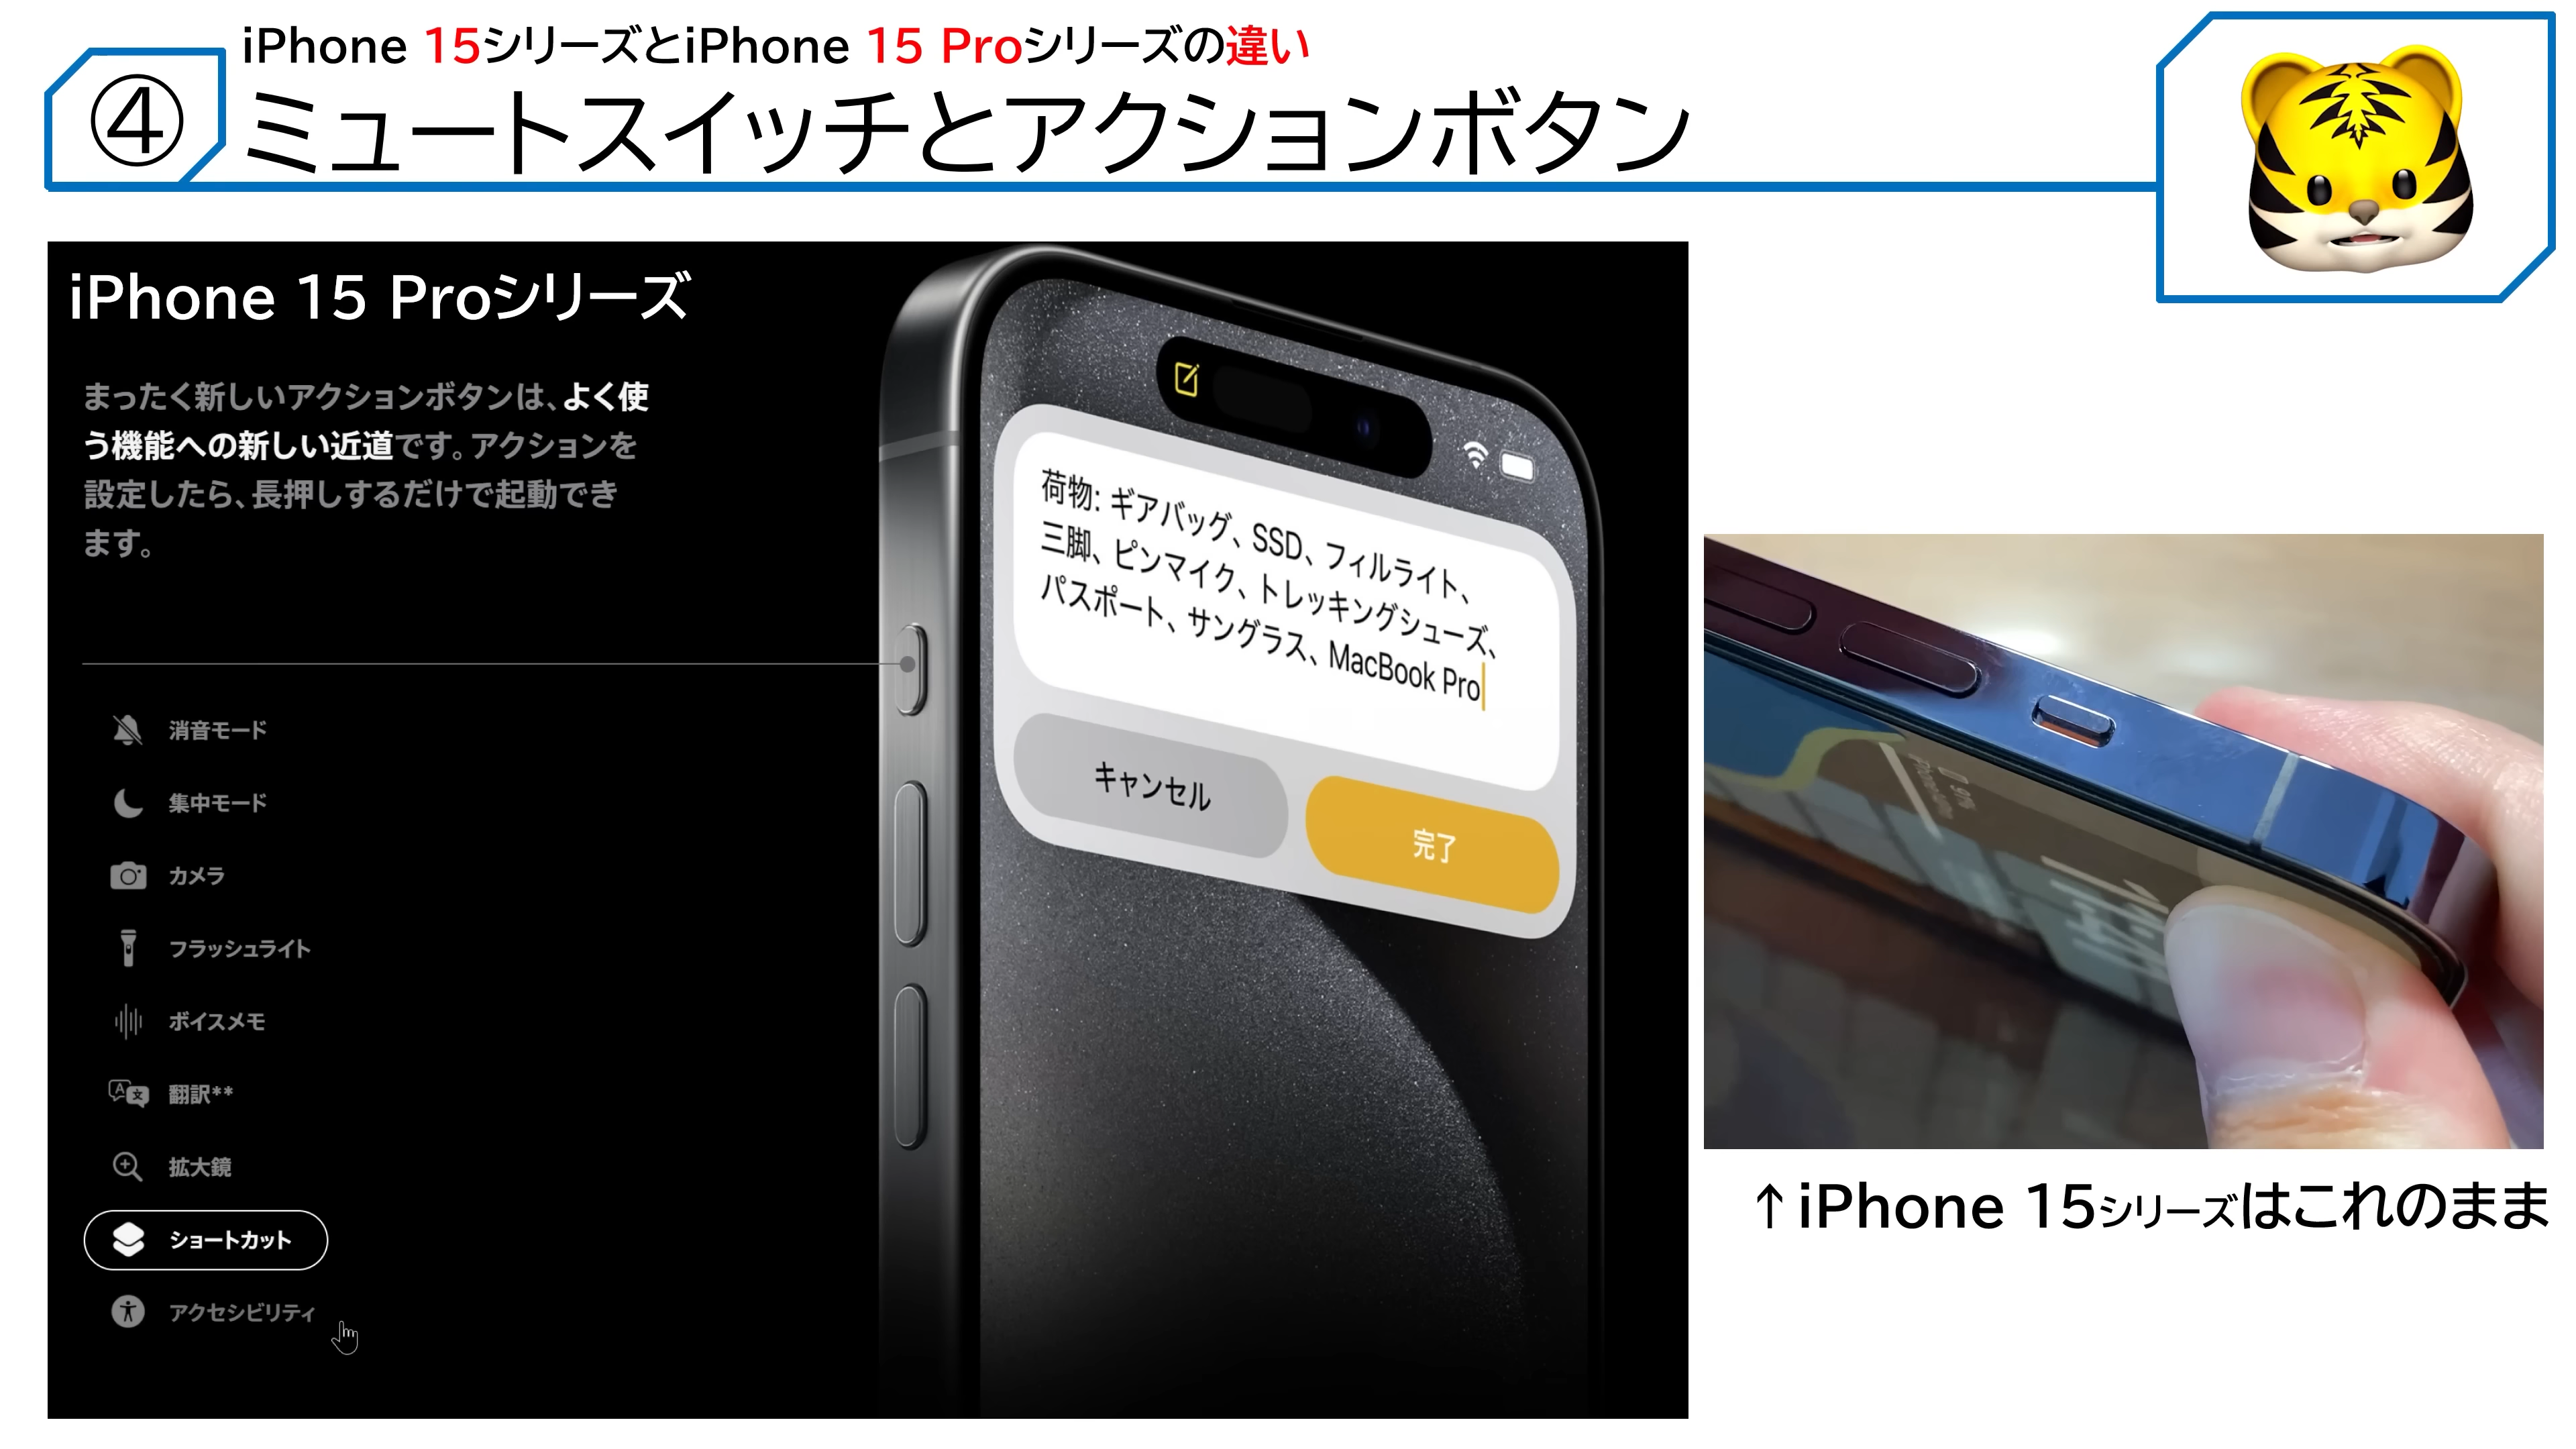 iPhone 15シリーズとiPhone 15 Proシリーズの違い
④
ミュートスイッチとアクションボタン
iPhone 15 Proシリーズ
まったく新しいアクションボタンは、よく使
う機能への新しい近道です。アクションを
設定したら、長押しするだけで起動でき
ます。
消音モード
集中モード
カメラ
フラッシュライト
ボイスメモ
翻訳**
拡大鏡
ショートカット
アクセシビリティ
荷物: ギアバッグ、SSD、フィルライト、
三脚、ピンマイク、トレッキングシューズ、
パスポート、サングラス、MacBook Pro
キャンセル
完了
↑iPhone 15シリーズはこれのまま